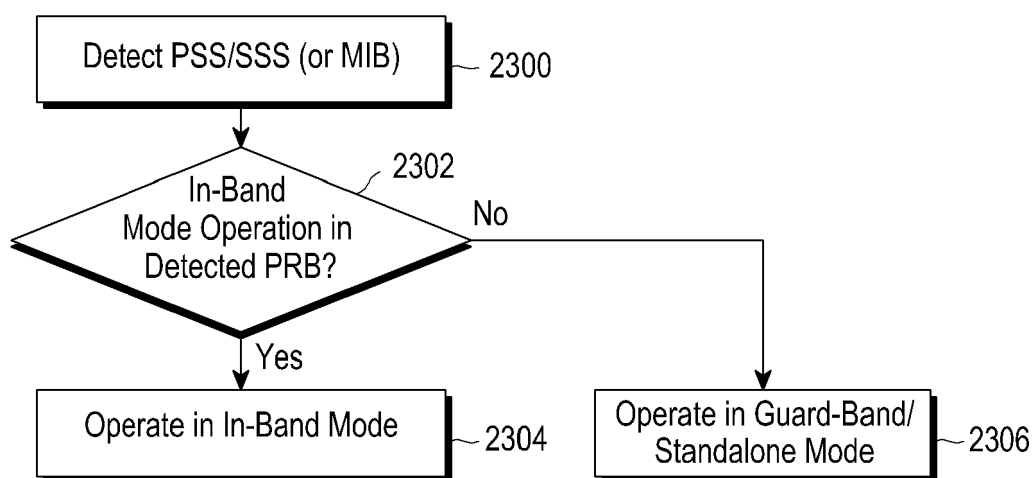 Detect PSS/SSS (or MIB)
2300
2302
In-Band
Mode Operation in
Detected PRB?
No
Yes
Operate in In-Band Mode
2304
Operate in Guard-Band/
Standalone Mode
2306